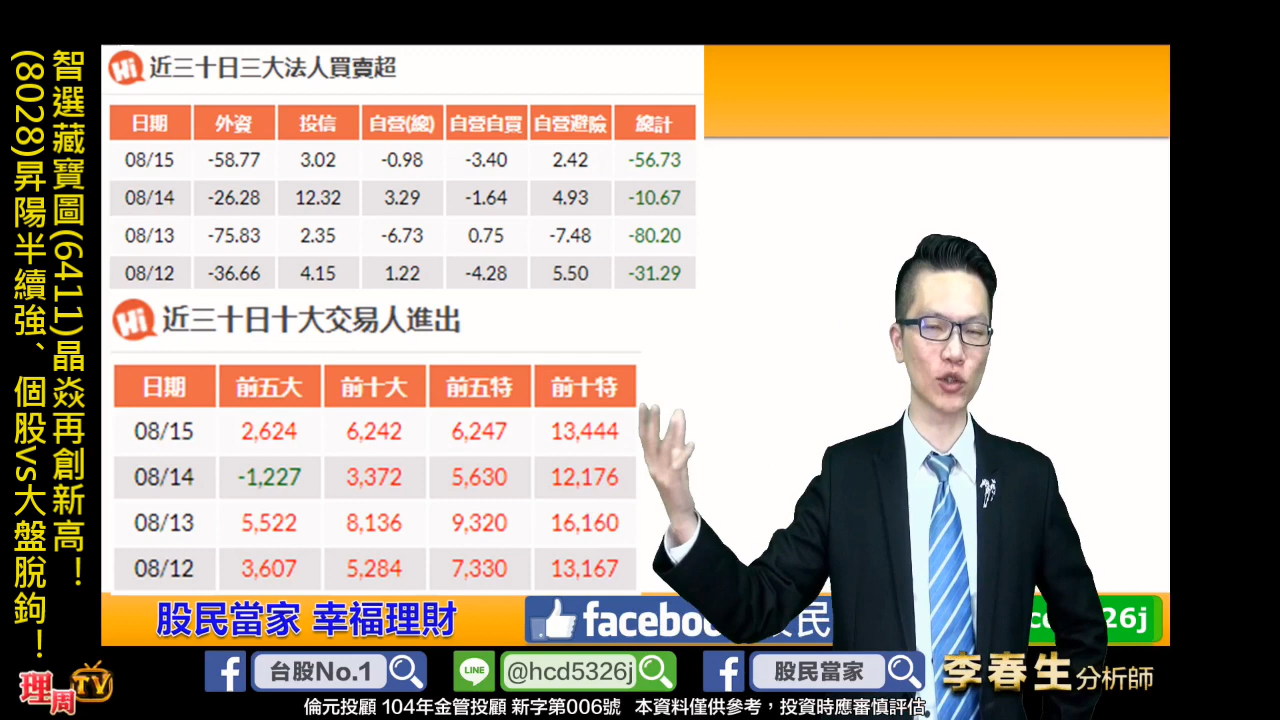 智選藏寶圖(6411)晶焱再創新高！
(8028)昇陽半續強、個股vs大盤脫鉤！
Hi 近三十日三大法人買賣超
日期 外資 投信 自營(總) 自營自買 自營避險 總計
08/15 -58.77 3.02 -0.98 -3.40 2.42 -56.73
08/14 -26.28 12.32 3.29 -1.64 4.93 -10.67
08/13 -75.83 2.35 -6.73 0.75 -7.48 -80.20
08/12 -36.66 4.15 1.22 -4.28 5.50 -31.29
Hi 近三十日十大交易人進出
日期 前五大 前十大 前五特 前十特
08/15 2,624 6,242 6,247 13,444
08/14 -1,227 3,372 5,630 12,176
08/13 5,522 8,136 9,320 16,160
08/12 3,607 5,284 7,330 13,167
股民當家 幸福理財
理周TV
f 台股No.1
LINE @hcd5326j
f 股民當家
李春生分析師
倫元投顧 104年金管投顧 新字第006號 本資料僅供參考，投資時應審慎評估